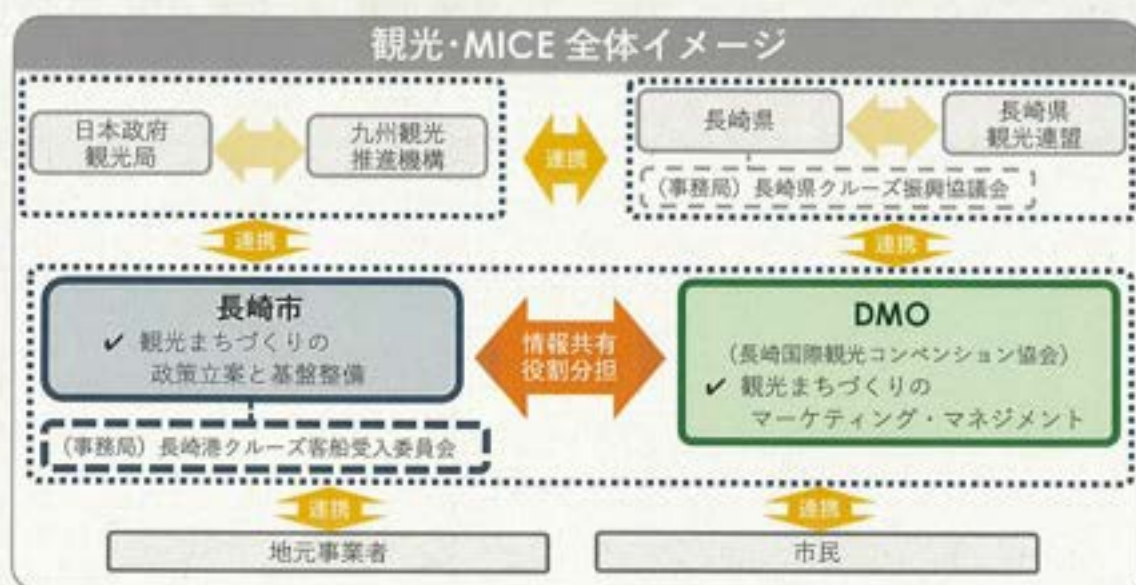 観光・MICE 全体イメージ
日本政府
観光局
九州観光
推進機構
連携
長崎県
長崎県
観光連盟
(事務局) 長崎県クルーズ振興協議会
連携
連携
長崎市
✔ 観光まちづくりの
政策立案と基盤整備
(事務局) 長崎港クルーズ客船受入委員会
情報共有
役割分担
DMO
(長崎国際観光コンベンション協会)
✔ 観光まちづくりの
マーケティング・マネジメント
連携
連携
地元事業者
市民